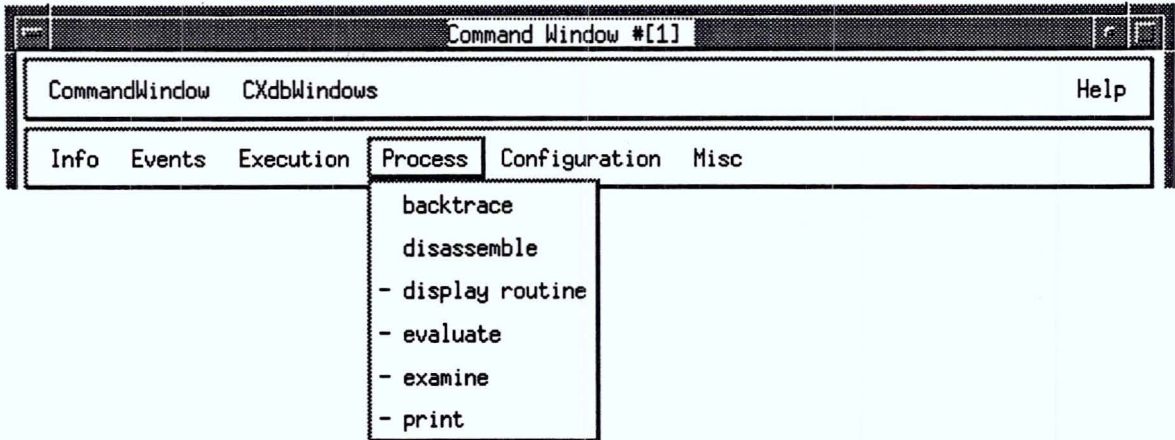 Command Window #[1]
CommandWindow CXdbWindows Help
Info Events Execution Process Configuration Misc
backtrace
disassemble
- display routine
- evaluate
- examine
- print